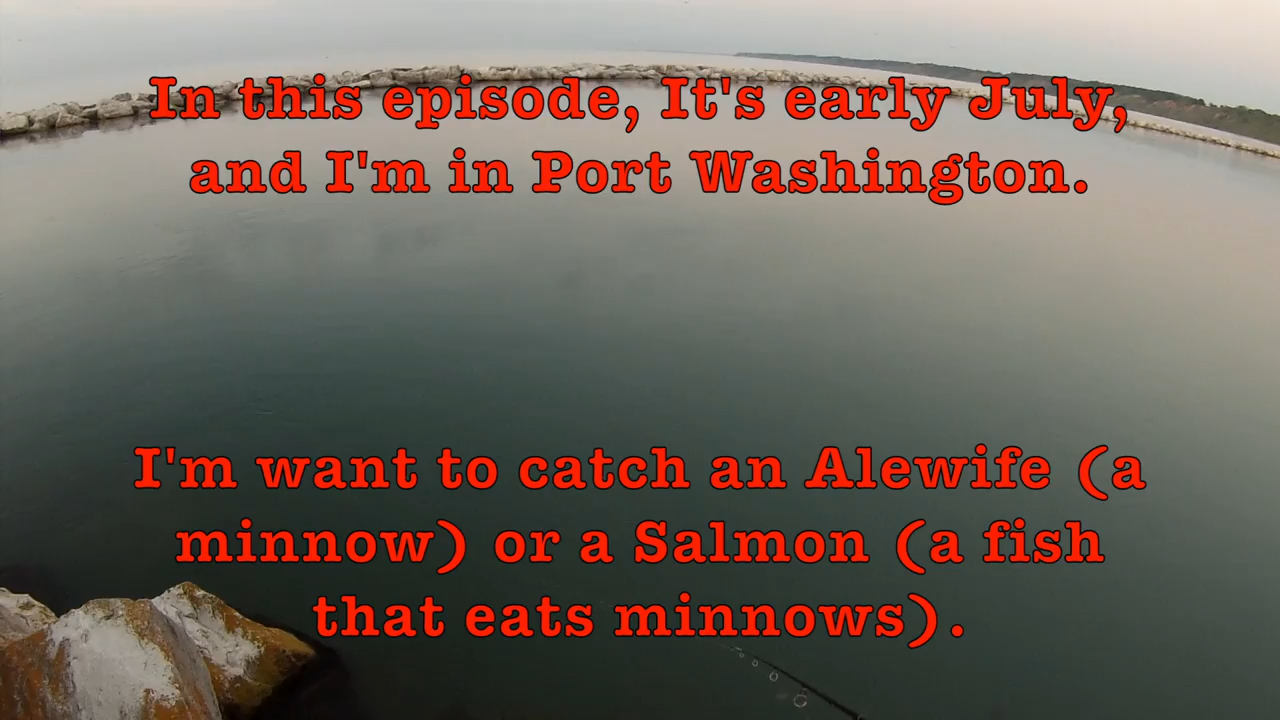 In this episode, It's early July,
and I'm in Port Washington.
I'm want to catch an Alewife (a
minnow) or a Salmon (a fish
that eats minnows).